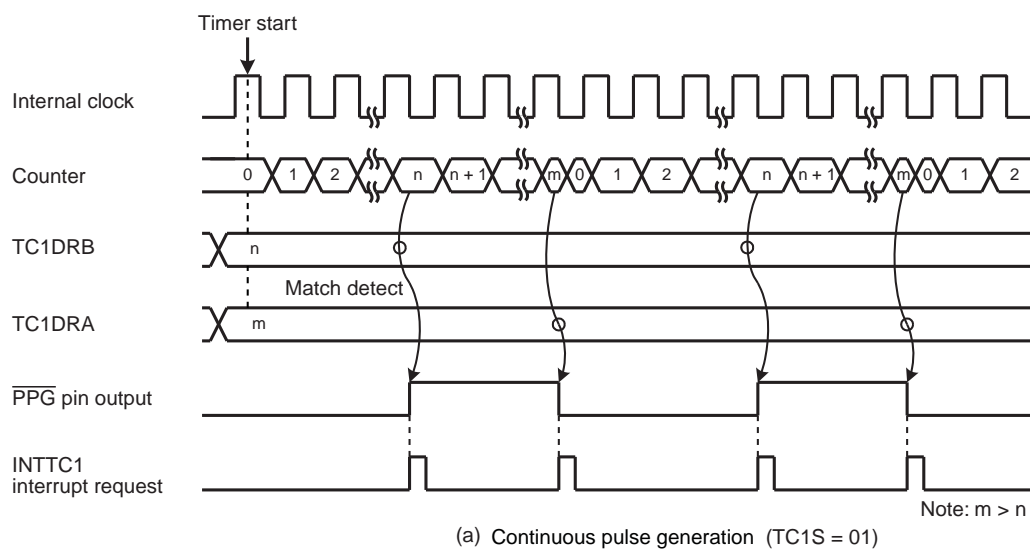 Timer start
Internal clock
Counter
0 1 2 n n + 1 m 0 1 2 n n + 1 m 0 1 2
TC1DRB
n
Match detect
TC1DRA
m
PPG pin output
INTTC1
interrupt request
Note: m > n
(a) Continuous pulse generation (TC1S = 01)